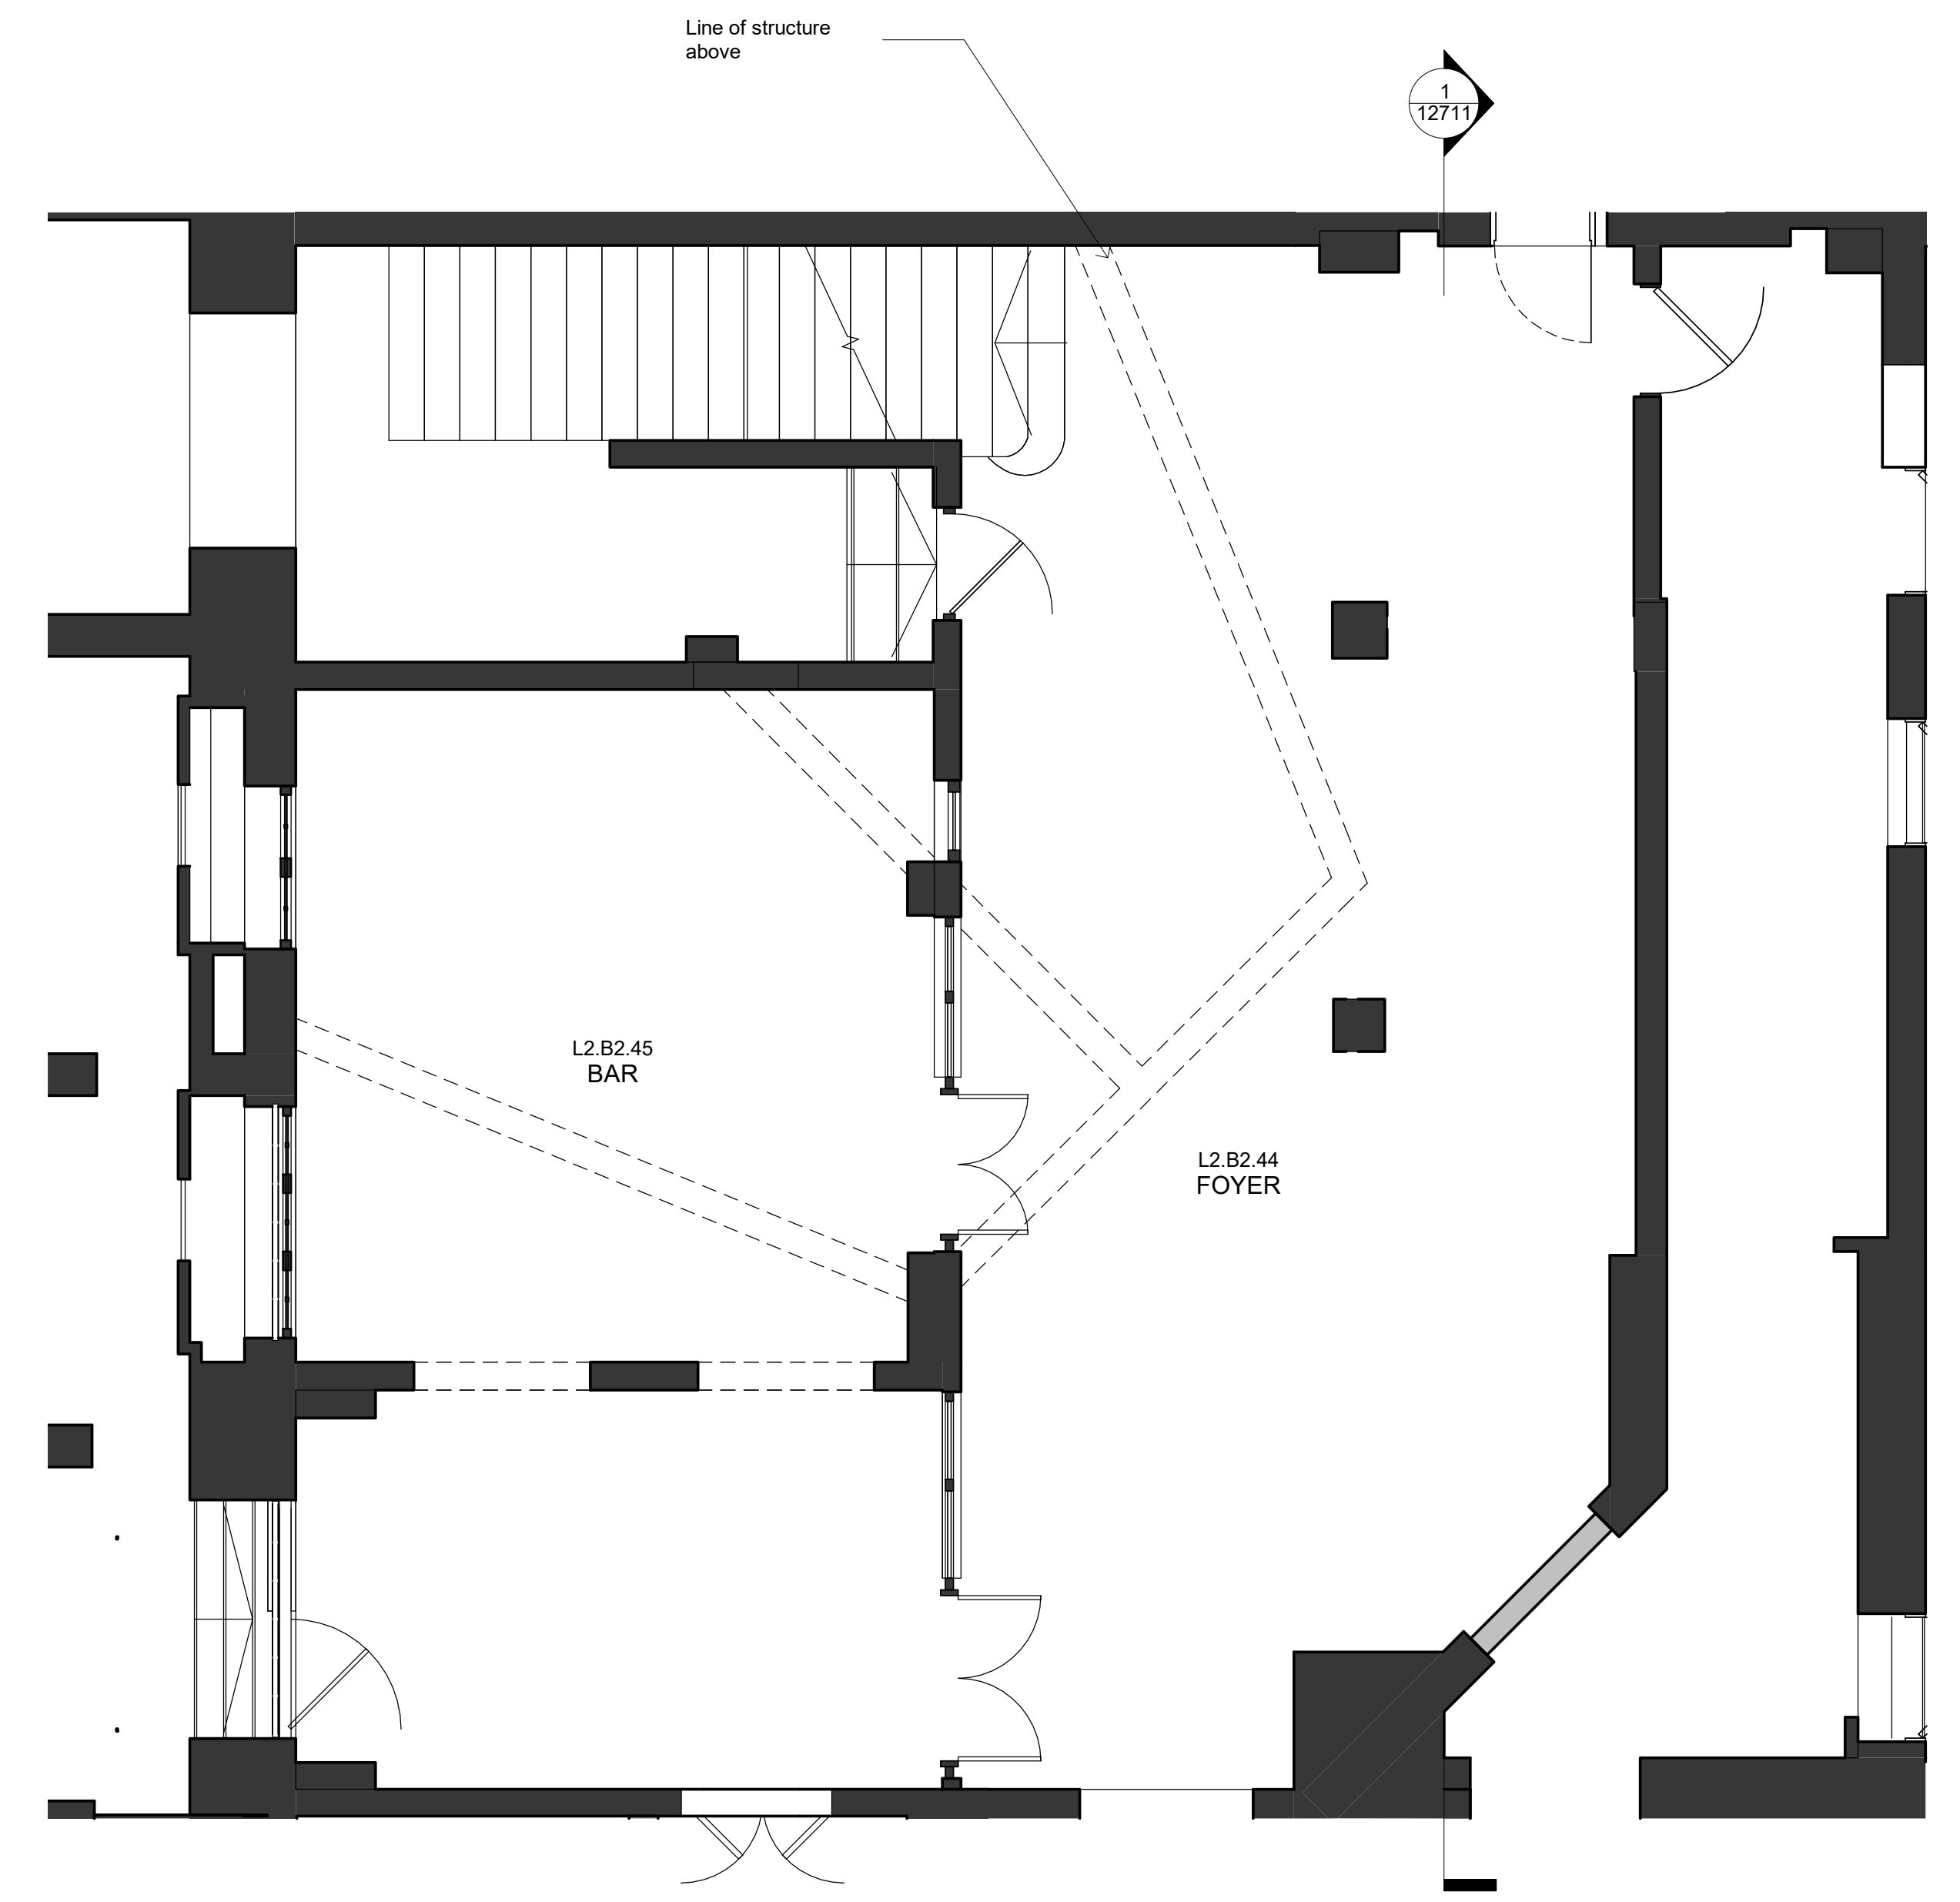 Line of structure
above
1
12711
L2.B2.45
BAR
L2.B2.44
FOYER